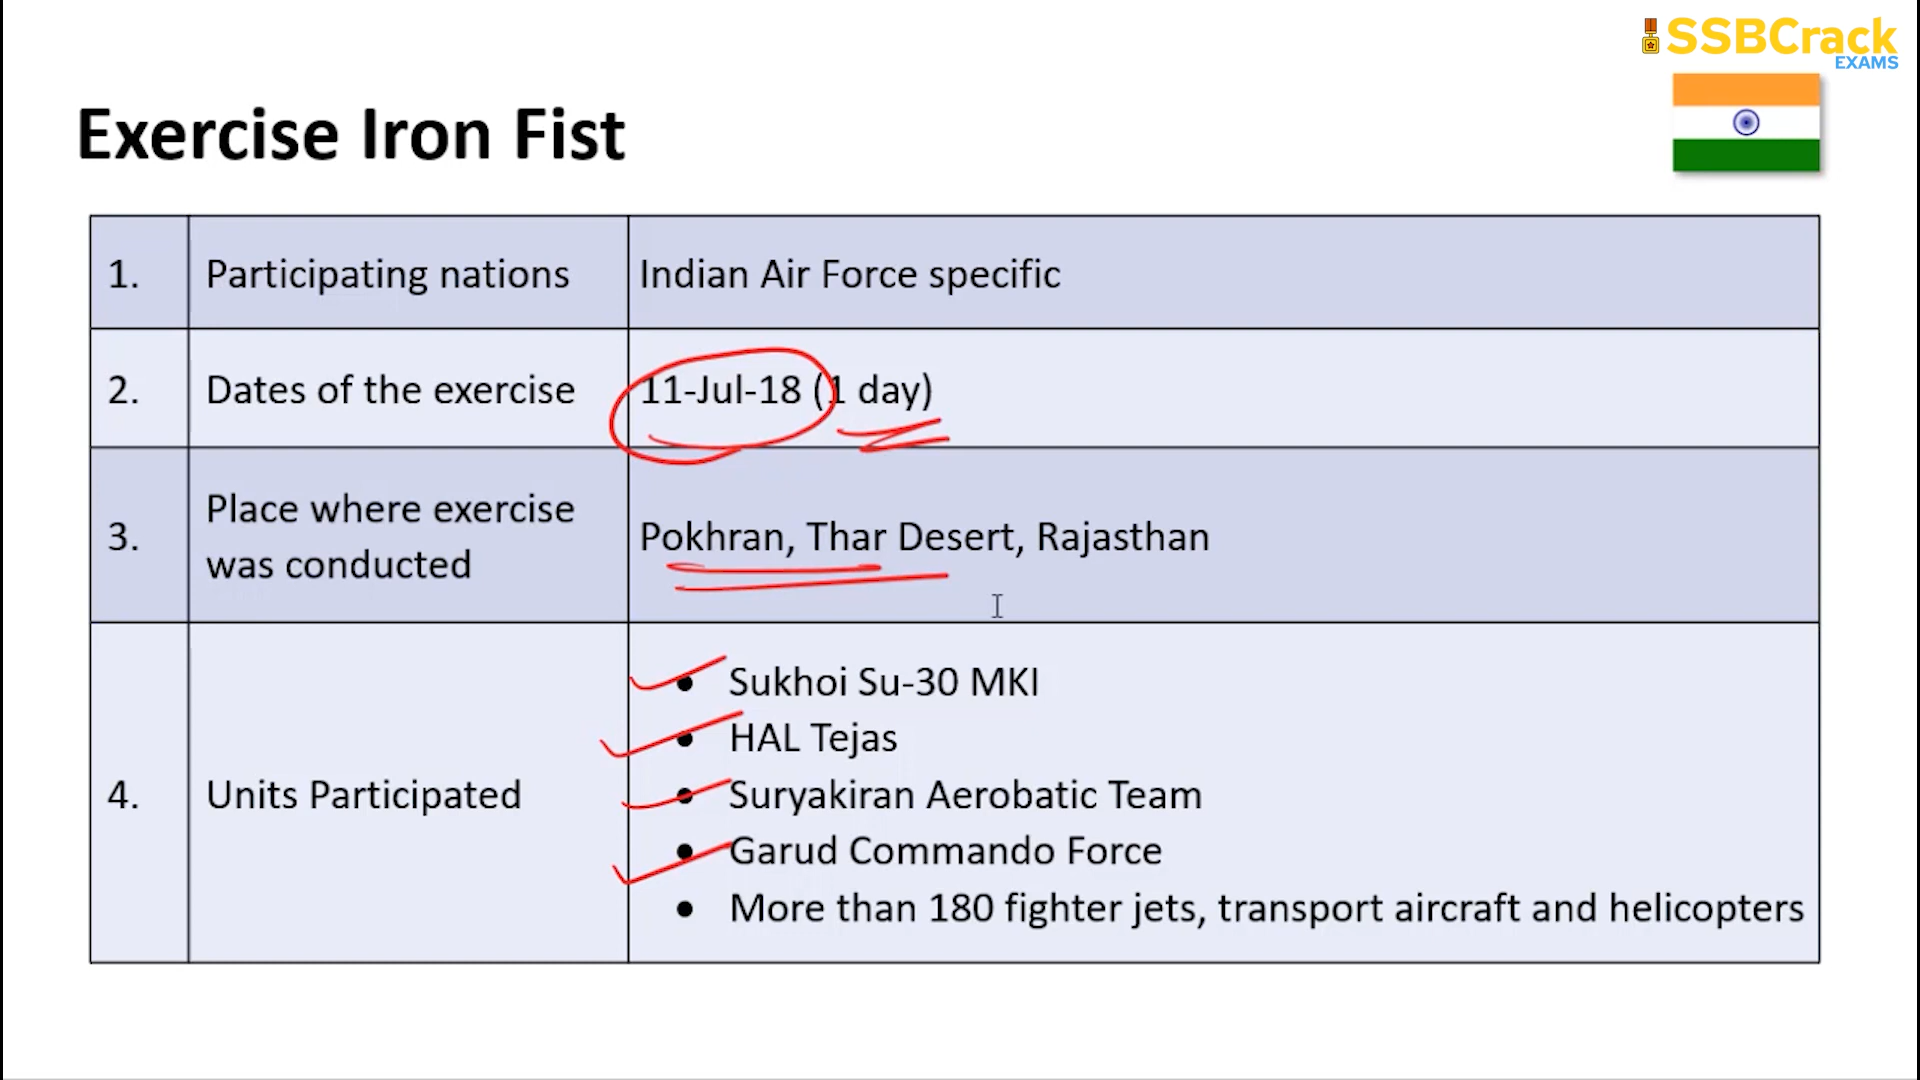 SSBCrack
EXAMS
Exercise Iron Fist
1. Participating nations Indian Air Force specific
2. Dates of the exercise 11-Jul-18 (1 day)
3. Place where exercise was conducted Pokhran, Thar Desert, Rajasthan
4. Units Participated
• Sukhoi Su-30 MKI
• HAL Tejas
• Suryakiran Aerobatic Team
• Garud Commando Force
• More than 180 fighter jets, transport aircraft and helicopters